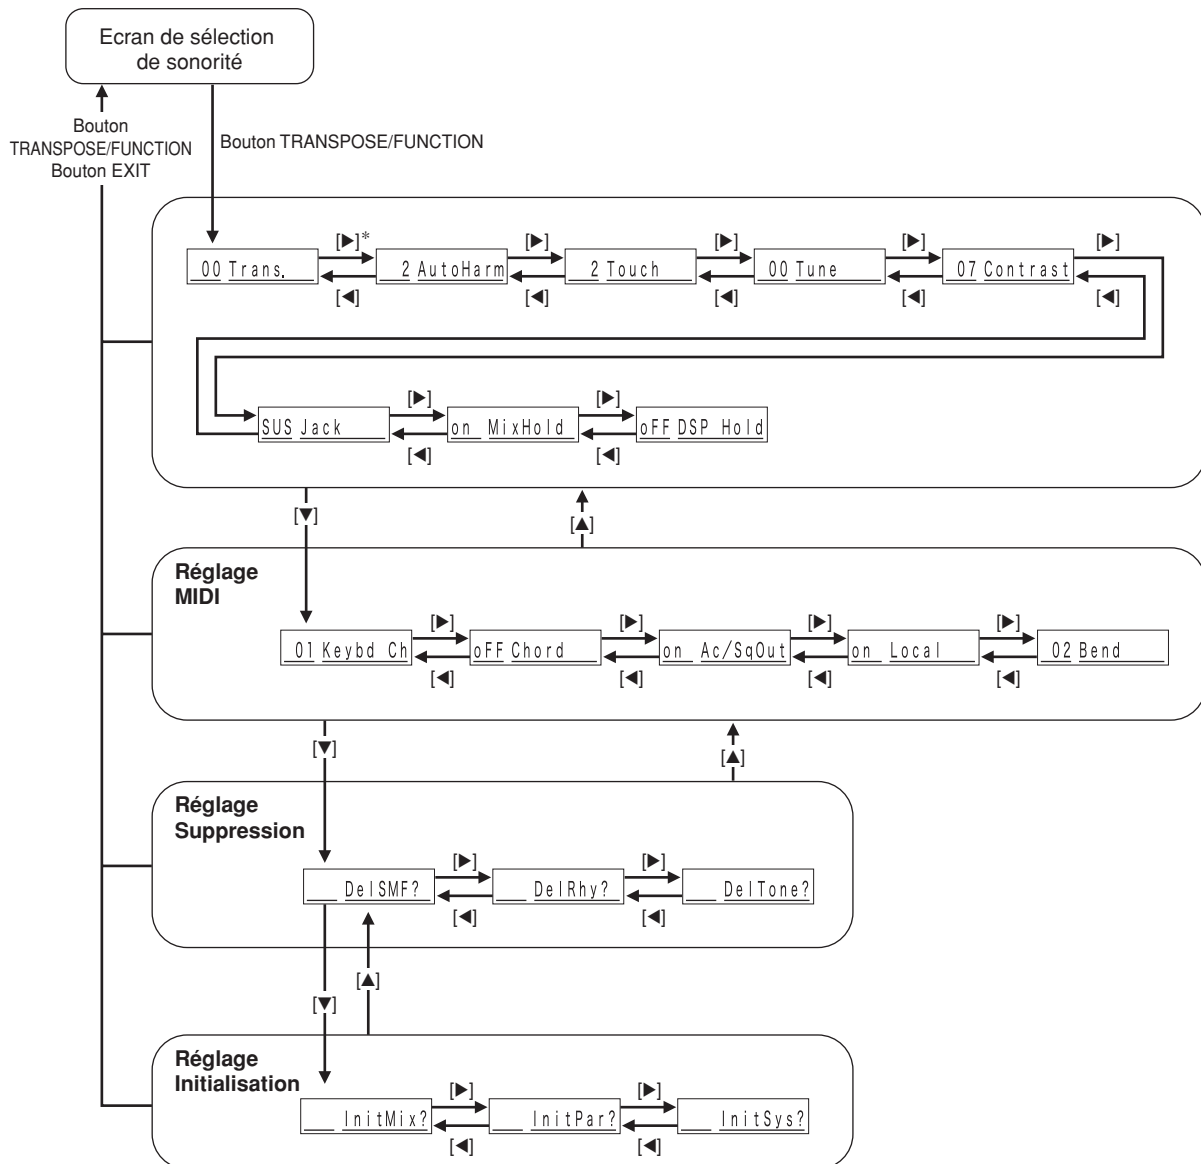 Ecran de sélection
de sonorité
Bouton
TRANSPOSE/FUNCTION
Bouton EXIT
Bouton TRANSPOSE/FUNCTION
[▶]* [▶] [▶] [▶] [▶]
00 Trans. 2 AutoHarm 2 Touch 00 Tune 07 Contrast
[◀] [◀] [◀] [◀] [◀]
[▶] [▶]
SUS Jack on MixHold oFF DSP Hold
[◀] [◀]
[▼] [▲]
Réglage
MIDI
[▶] [▶] [▶] [▶]
01 Keybd Ch oFF Chord on Ac/SqOut on Local 02 Bend
[◀] [◀] [◀] [◀]
[▼] [▲]
Réglage
Suppression
[▶] [▶]
DelSMF? DelRhy? DelTone?
[◀] [◀]
[▼] [▲]
Réglage
Initialisation
[▶] [▶]
InitMix? InitPar? InitSys?
[◀] [◀]